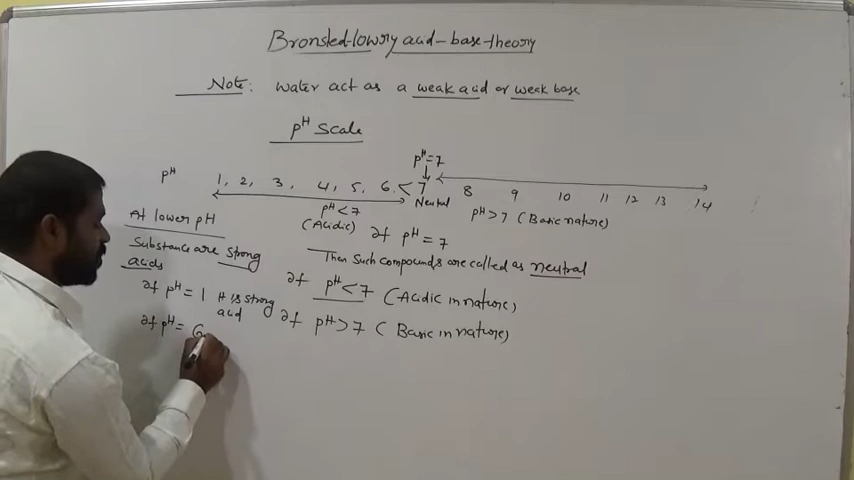 Bronsted-lowry acid-base-theory
Note: Water act as a weak acid or weak base
pH Scale
pH=7
pH 1, 2, 3, 4, 5, 6, < 7 8 9 10 11 12 13 14
Neutral
pH<7
(Acidic)
pH>7 (Basic nature)
At lower pH
Substance are strong
acids
If pH = 7
Then Such compounds are called as neutral
If pH = 1 It is strong
acid
If pH<7 (Acidic in nature)
If pH = 6
If pH>7 (Basic in nature)